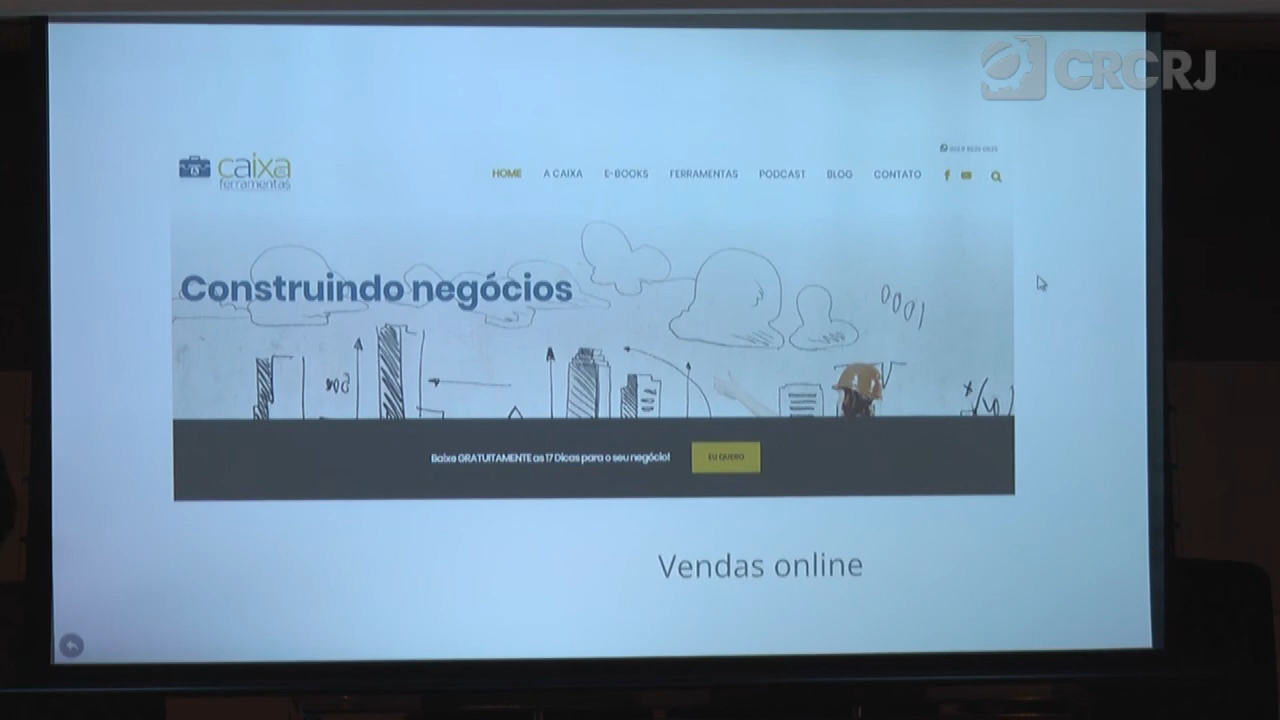 CRCRJ
caixa
ferramentas
HOME A CAIXA E-BOOKS FERRAMENTAS PODCAST BLOG CONTATO
Construindo negócios
Baixe GRATUITAMENTE as 17 Dicas para o seu negócio!
EU QUERO
Vendas online